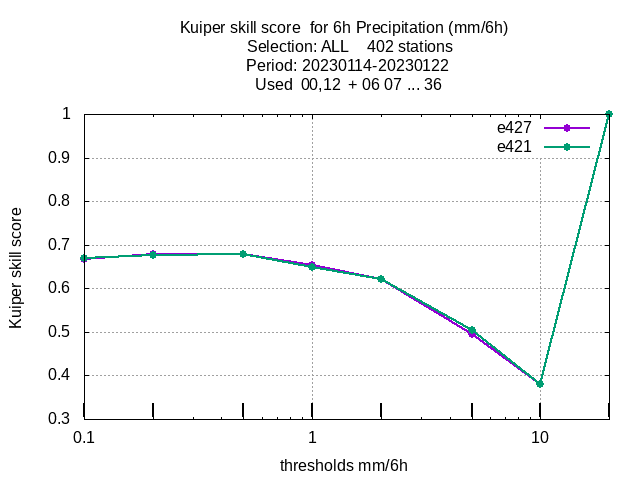 Kuiper skill score  for 6h Precipitation (mm/6h)
Selection: ALL    402 stations
Period: 20230114-20230122
Used  00,12  + 06 07 ... 36
e427
e421
1
0.9
0.8
0.7
0.6
0.5
0.4
0.3
Kuiper skill score
0.1 1 10
thresholds mm/6h